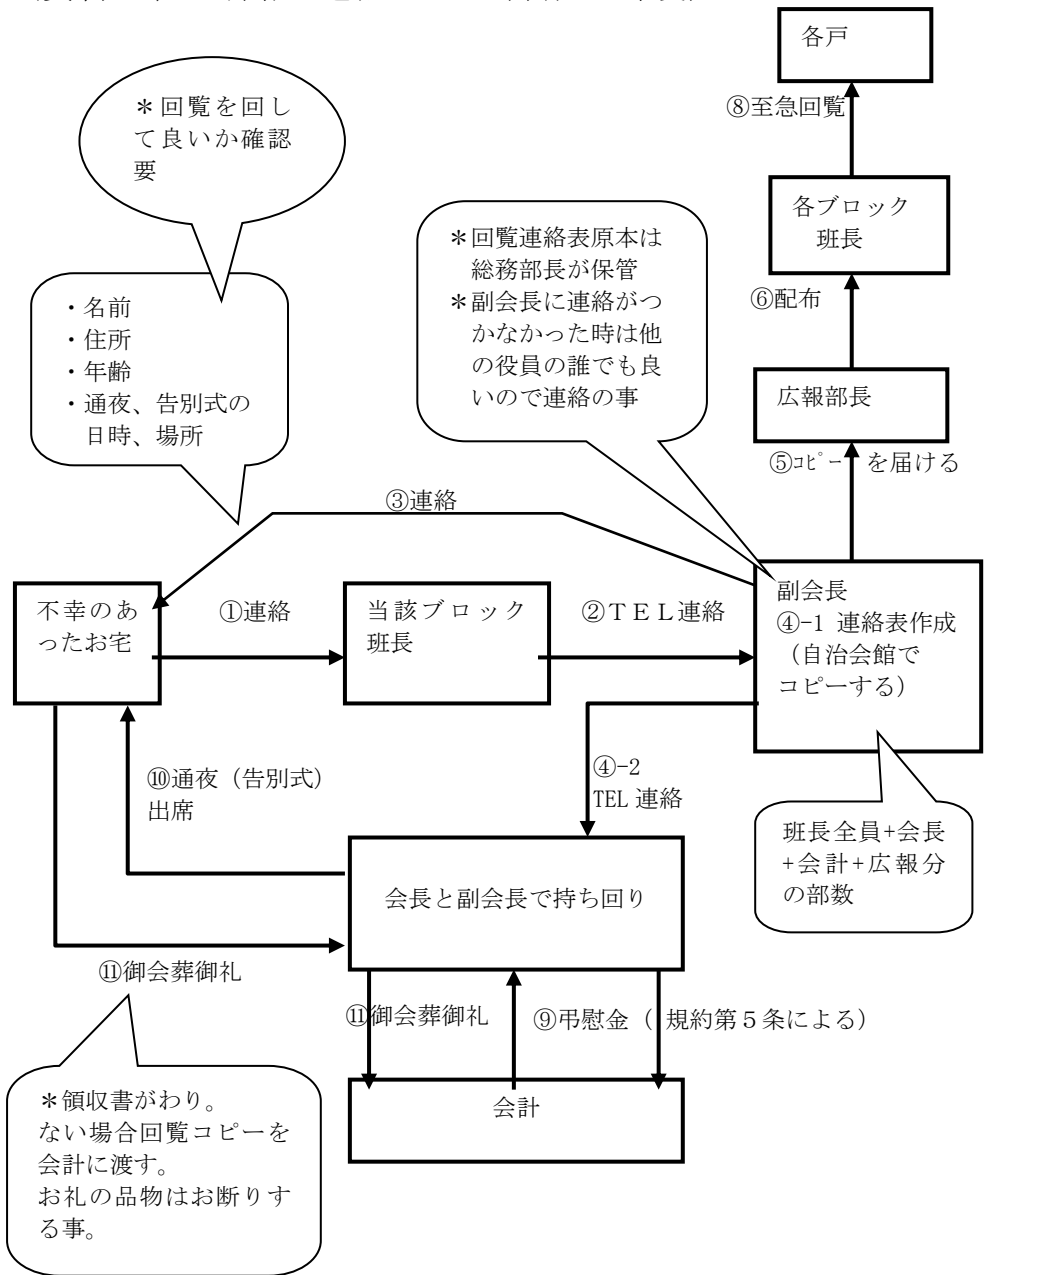 各戸
⑧至急回覧
＊回覧を回し
て良いか確認
要
各ブロック
班長
＊回覧連絡表原本は
総務部長が保管
＊副会長に連絡がつ
かなかった時は他
の役員の誰でも良
いので連絡の事
⑥配布
・名前
・住所
・年齢
・通夜、告別式の
日時、場所
広報部長
⑤ｺﾋﾟｰ を届ける
③連絡
不幸のあ
ったお宅
①連絡
当該ブロック
班長
②ＴＥＬ連絡
副会長
④-1 連絡表作成
（自治会館で
コピーする）
⑩通夜（告別式）
出席
④-2
TEL 連絡
班長全員+会長
+会計+広報分
の部数
会長と副会長で持ち回り
⑪御会葬御礼
⑪御会葬御礼
⑨弔慰金（ 規約第５条による）
会計
＊領収書がわり。
ない場合回覧コピーを
会計に渡す。
お礼の品物はお断りす
る事。